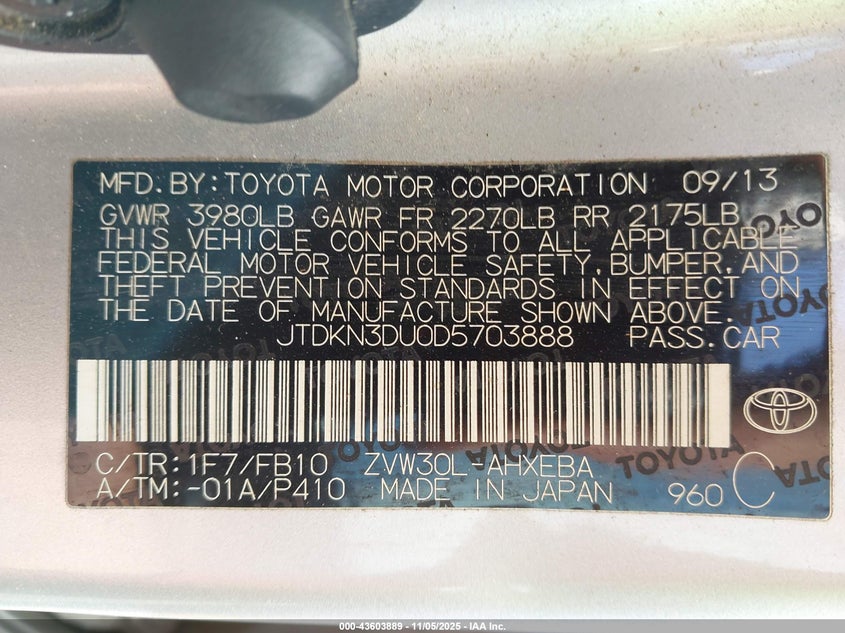 MFD.BY:TOYOTA MOTOR CORPORATION 09/13
GVWR 3980LB GAWR FR 2270LB RR 2175LB
THIS VEHICLE CONFORMS TO ALL APPLICABLE
FEDERAL MOTOR VEHICLE SAFETY,BUMPER,AND
THEFT PREVENTION STANDARDS IN EFFECT ON
THE DATE OF MANUFACTURE SHOWN ABOVE.
JTDKN3DU0D5703888 PASS.CAR
C/TR:1F7/FB10 ZVW30L-AHXEBA
A/TM:-01A/P410 MADE IN JAPAN 960 C
TOYOTA
TOYOTA
TOYOTA
000-43603889 - 11/05/2025 - IAA Inc.